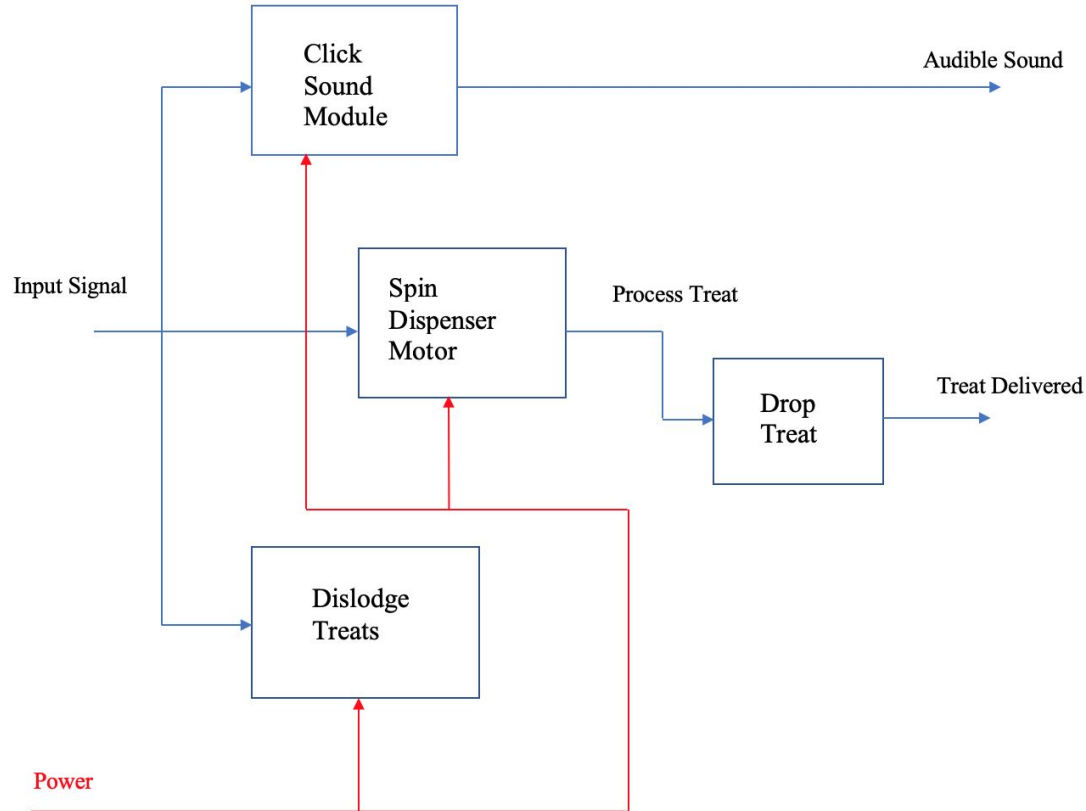 Click
Sound
Module
Audible Sound
Input Signal
Spin
Dispenser
Motor
Process Treat
Drop
Treat
Treat Delivered
Dislodge
Treats
Power